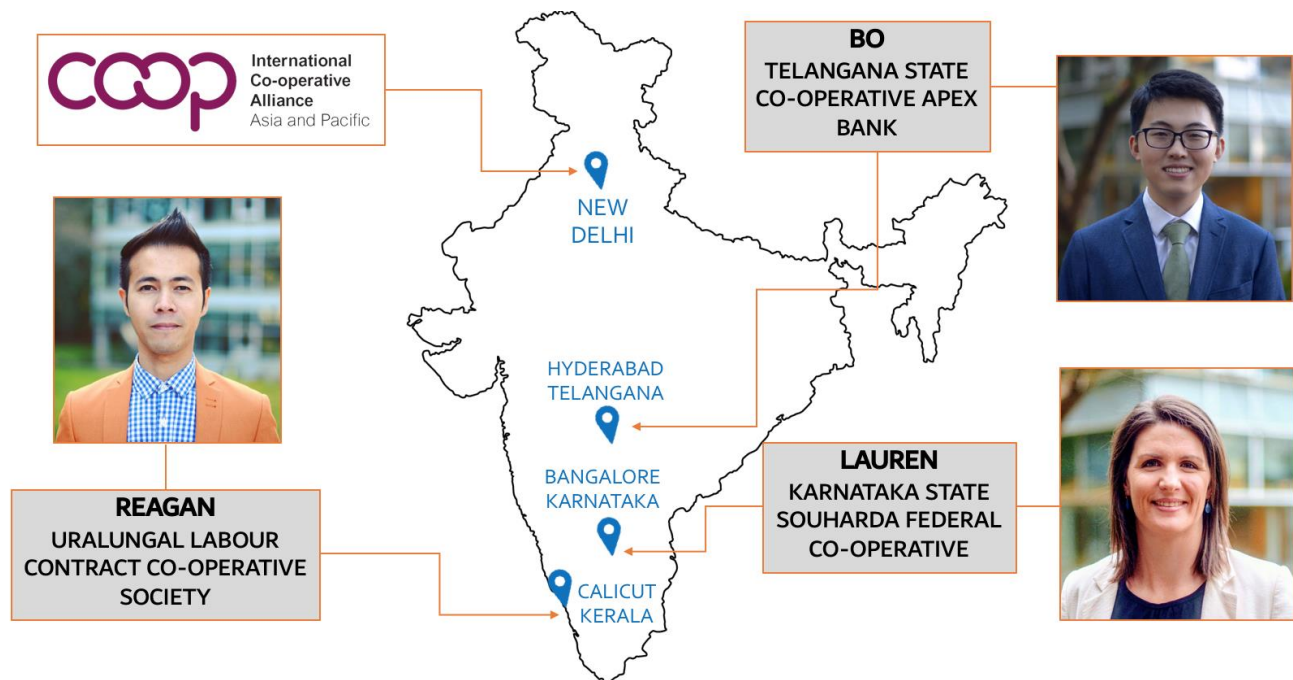 coop
International
Co-operative
Alliance
Asia and Pacific
BO
TELANGANA STATE
CO-OPERATIVE APEX
BANK
NEW
DELHI
HYDERABAD
TELANGANA
BANGALORE
KARNATAKA
LAUREN
KARNATAKA STATE
SOUHARDA FEDERAL
CO-OPERATIVE
REAGAN
URALUNGAL LABOUR
CONTRACT CO-OPERATIVE
SOCIETY
CALICUT
KERALA